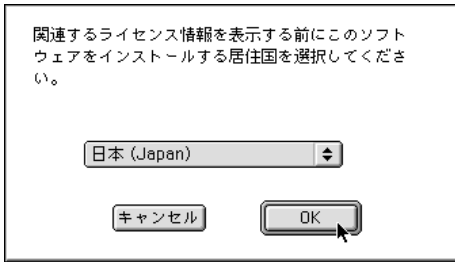 関連するライセンス情報を表示する前にこのソフト
ウェアをインストールする居住国を選択してくださ
い。
日本 (Japan)
キャンセル
OK